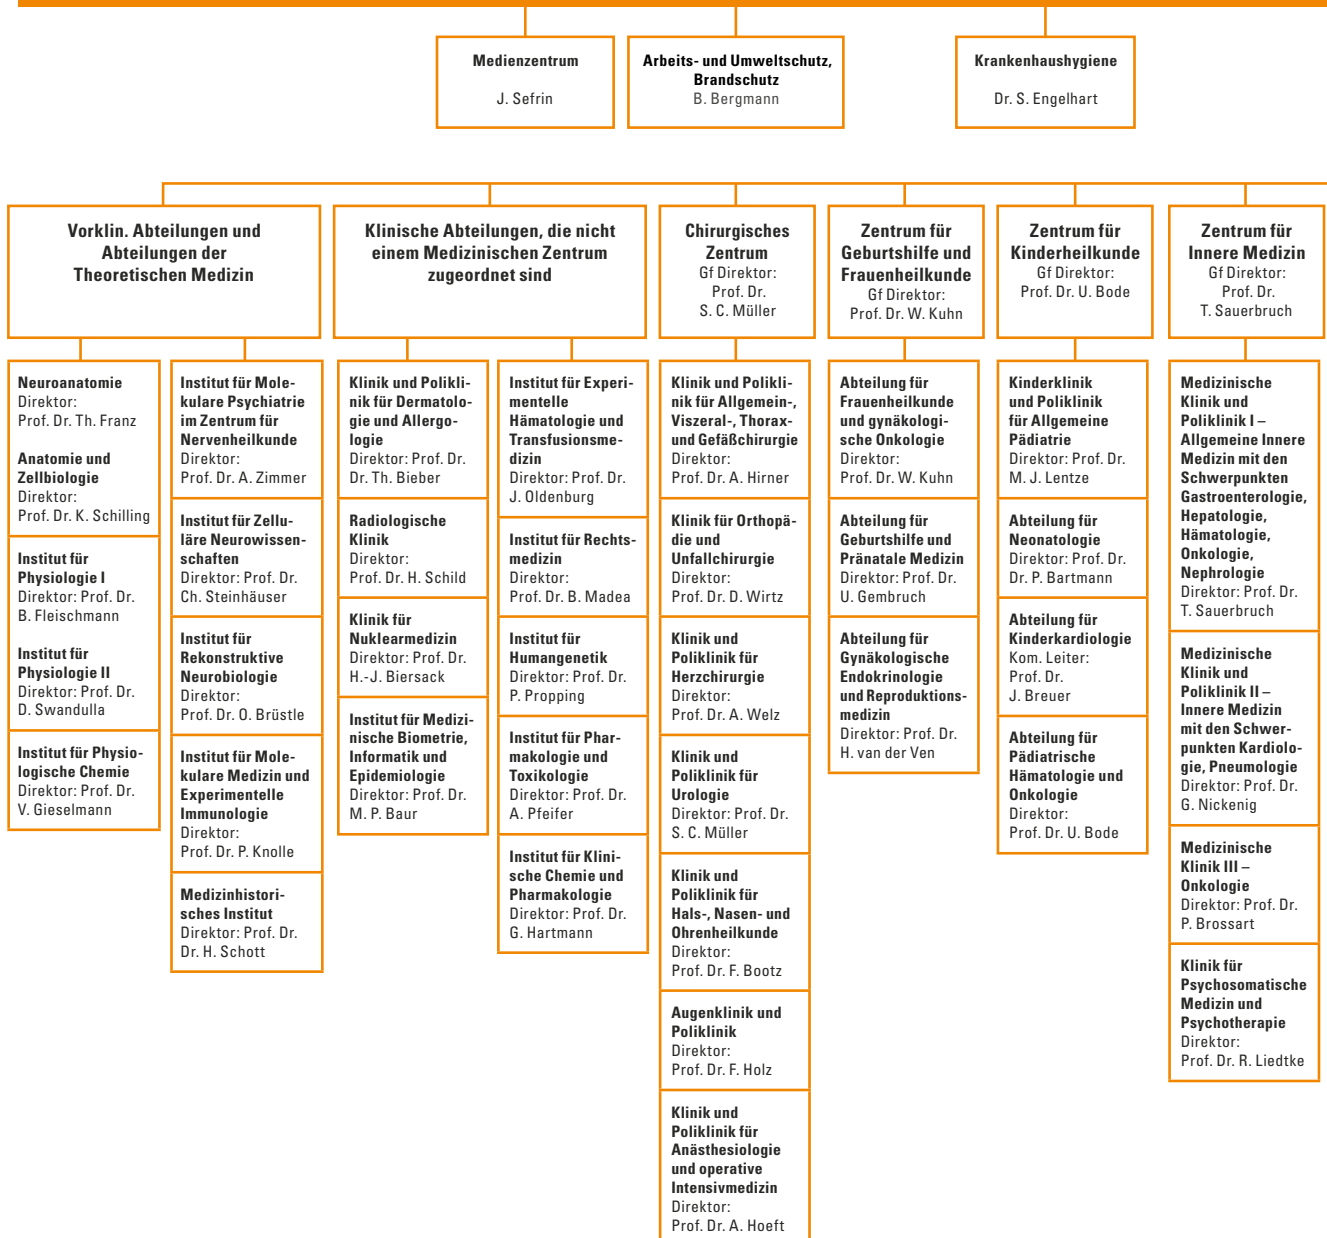 Medienzentrum
J. Sefrin
Arbeits- und Umweltschutz,
Brandschutz
B. Bergmann
Krankenhaushygiene
Dr. S. Engelhart
Vorklin. Abteilungen und
Abteilungen der
Theoretischen Medizin
Klinische Abteilungen, die nicht
einem Medizinischen Zentrum
zugeordnet sind
Chirurgisches
Zentrum
Gf Direktor:
Prof. Dr.
S. C. Müller
Zentrum für
Geburtshilfe und
Frauenheilkunde
Gf Direktor:
Prof. Dr. W. Kuhn
Zentrum für
Kinderheilkunde
Gf Direktor:
Prof. Dr. U. Bode
Zentrum für
Innere Medizin
Gf Direktor:
Prof. Dr.
T. Sauerbruch
Neuroanatomie
Direktor:
Prof. Dr. Th. Franz
Anatomie und
Zellbiologie
Direktor:
Prof. Dr. K. Schilling
Institut für
Physiologie I
Direktor: Prof. Dr.
B. Fleischmann
Institut für
Physiologie II
Direktor: Prof. Dr.
D. Swandulla
Institut für Physio-
logische Chemie
Direktor: Prof. Dr.
V. Gieselmann
Institut für Mole-
kulare Psychiatrie
im Zentrum für
Nervenheilkunde
Direktor:
Prof. Dr. A. Zimmer
Institut für Zellu-
läre Neurowissen-
schaften
Direktor: Prof. Dr.
Ch. Steinhäuser
Institut für
Rekonstruktive
Neurobiologie
Direktor:
Prof. Dr. O. Brüstle
Institut für Mole-
kulare Medizin und
Experimentelle
Immunologie
Direktor:
Prof. Dr. P. Knolle
Medizinhistori-
sches Institut
Direktor: Prof. Dr.
Dr. H. Schott
Klinik und Polikli-
nik für Dermatolo-
gie und Allergo-
logie
Direktor: Prof. Dr.
Dr. Th. Bieber
Radiologische
Klinik
Direktor:
Prof. Dr. H. Schild
Klinik für
Nuklearmedizin
Direktor: Prof. Dr.
H.-J. Biersack
Institut für Medizi-
nische Biometrie,
Informatik und
Epidemiologie
Direktor: Prof. Dr.
M. P. Baur
Institut für Experi-
mentelle
Hämatologie und
Transfusionsme-
dizin
Direktor: Prof. Dr.
J. Oldenburg
Institut für Rechts-
medizin
Direktor:
Prof. Dr. B. Madea
Institut für
Humangenetik
Direktor: Prof. Dr.
P. Propping
Institut für Phar-
makologie und
Toxikologie
Direktor: Prof. Dr.
A. Pfeifer
Institut für Klini-
sche Chemie und
Pharmakologie
Direktor: Prof. Dr.
G. Hartmann
Klinik und Polikli-
nik für Allgemein-,
Viszeral-, Thorax-
und Gefäßchirurgie
Direktor:
Prof. Dr. A. Hirner
Klinik für Orthopä-
die und
Unfallchirurgie
Direktor:
Prof. Dr. D. Wirtz
Klinik und
Poliklinik für
Herzchirurgie
Direktor:
Prof. Dr. A. Welz
Klinik und
Poliklinik für
Urologie
Direktor: Prof. Dr.
S. C. Müller
Klinik und
Poliklinik für
Hals-, Nasen- und
Ohrenheilkunde
Direktor:
Prof. Dr. F. Bootz
Augenklinik und
Poliklinik
Direktor:
Prof. Dr. F. Holz
Klinik und
Poliklinik für
Anästhesiologie
und operative
Intensivmedizin
Direktor:
Prof. Dr. A. Hoeft
Abteilung für
Frauenheilkunde
und gynäkologi-
sche Onkologie
Direktor:
Prof. Dr. W. Kuhn
Abteilung für
Geburtshilfe und
Pränatale Medizin
Direktor: Prof. Dr.
U. Gembruch
Abteilung für
Gynäkologische
Endokrinologie
und Reproduktions-
medizin
Direktor: Prof. Dr.
H. van der Ven
Kinderklinik
und Poliklinik
für Allgemeine
Pädiatrie
Direktor: Prof. Dr.
M. J. Lentze
Abteilung für
Neonatologie
Direktor: Prof. Dr.
Dr. P. Bartmann
Abteilung für
Kinderkardiologie
Kom. Leiter:
Prof. Dr.
J. Breuer
Abteilung für
Pädiatrische
Hämatologie und
Onkologie
Direktor:
Prof. Dr. U. Bode
Medizinische
Klinik und
Poliklinik I –
Allgemeine Innere
Medizin mit den
Schwerpunkten
Gastroenterologie,
Hepatologie,
Hämatologie,
Onkologie,
Nephrologie
Direktor: Prof. Dr.
T. Sauerbruch
Medizinische
Klinik und
Poliklinik II –
Innere Medizin
mit den Schwer-
punkten Kardiolo-
gie, Pneumologie
Direktor: Prof. Dr.
G. Nickenig
Medizinische
Klinik III –
Onkologie
Direktor: Prof. Dr.
P. Brossart
Klinik für
Psychosomatische
Medizin und
Psychotherapie
Direktor:
Prof. Dr. R. Liedtke